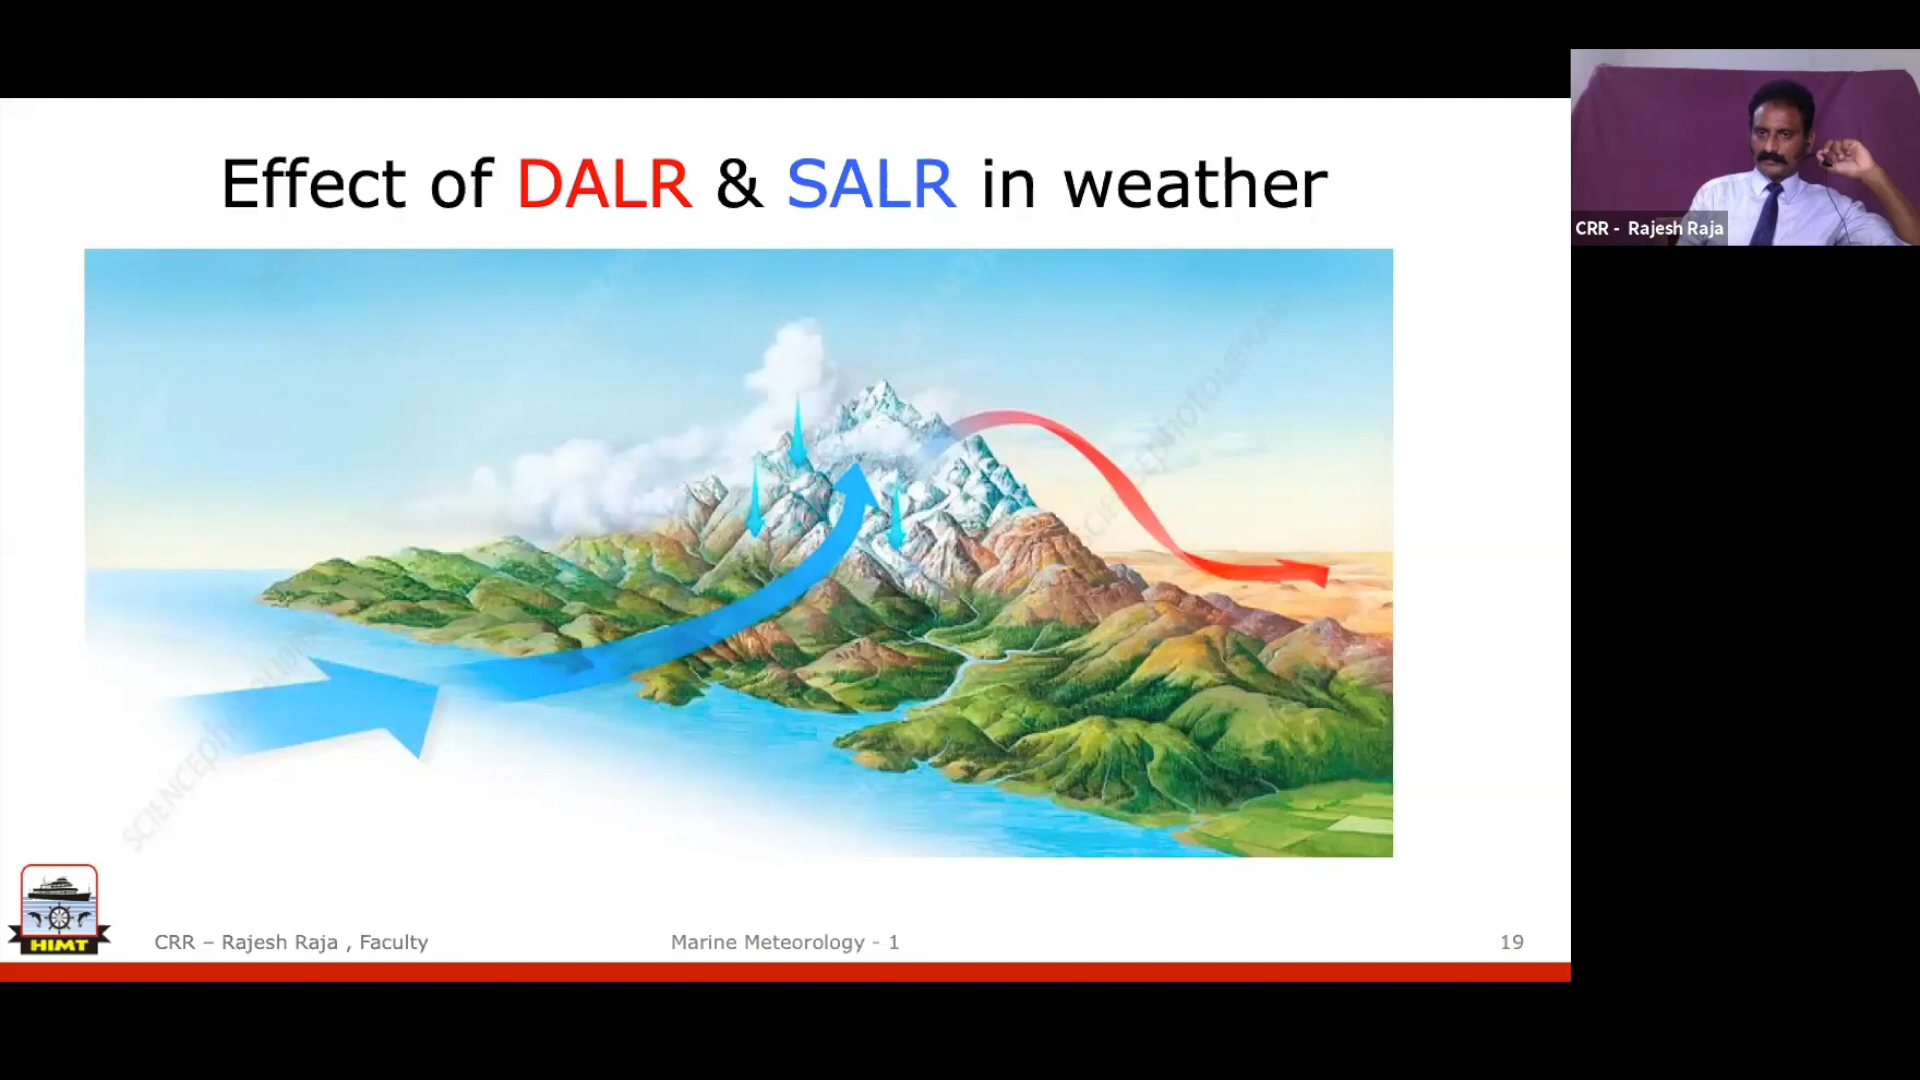 Effect of DALR & SALR in weather
CRR - Rajesh Raja
HIMT
CRR – Rajesh Raja , Faculty
Marine Meteorology - 1
19